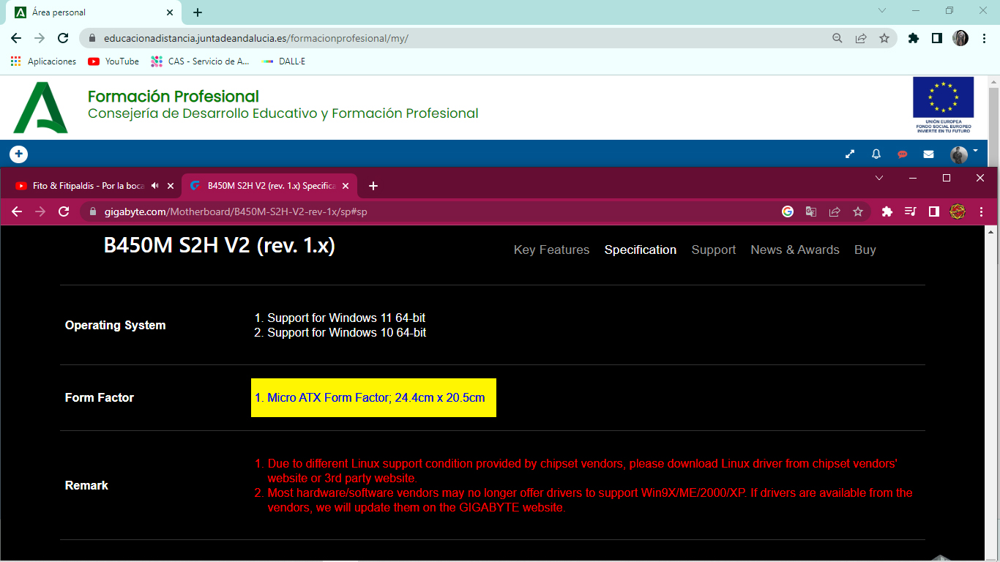 Área personal
educacionadistancia.juntadeandalucia.es/formacionprofesional/my/
Aplicaciones
YouTube
CAS - Servicio de A...
DALL·E
Formación Profesional
Consejería de Desarrollo Educativo y Formación Profesional
UNIÓN EUROPEA
FONDO SOCIAL EUROPEO
INVIERTE EN TU FUTURO
Fito & Fitipaldis - Por la boca
B450M S2H V2 (rev. 1.x) Specifica
gigabyte.com/Motherboard/B450M-S2H-V2-rev-1x/sp#sp
B450M S2H V2 (rev. 1.x)
Key Features
Specification
Support
News & Awards
Buy
Operating System
1. Support for Windows 11 64-bit
2. Support for Windows 10 64-bit
Form Factor
1. Micro ATX Form Factor; 24.4cm x 20.5cm
Remark
1. Due to different Linux support condition provided by chipset vendors, please download Linux driver from chipset vendors'
website or 3rd party website.
2. Most hardware/software vendors may no longer offer drivers to support Win9X/ME/2000/XP. If drivers are available from the
vendors, we will update them on the GIGABYTE website.